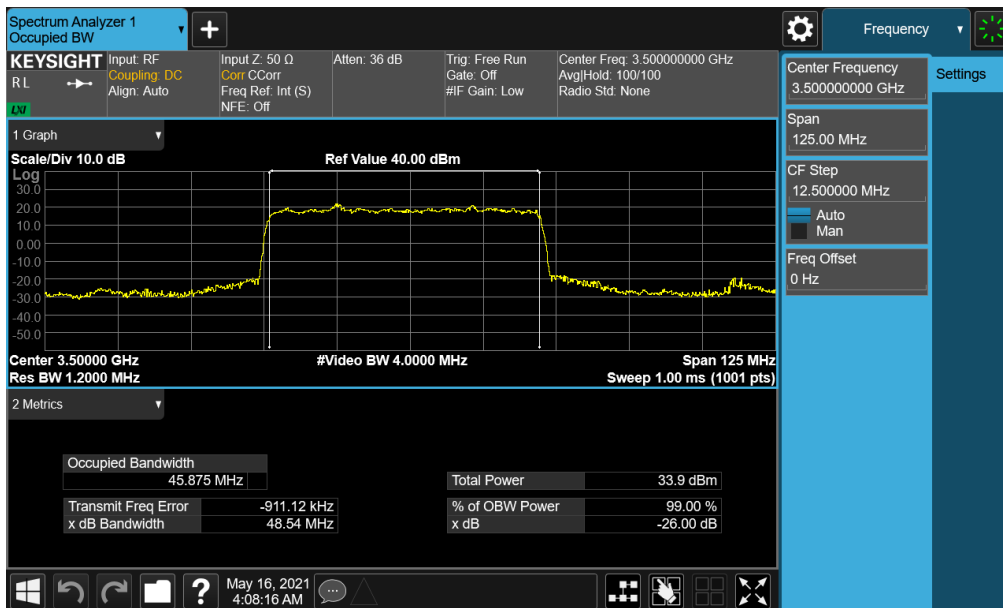 Spectrum Analyzer 1
Occupied BW
Frequency
KEYSIGHT
R L
LXI
Input: RF
Coupling: DC
Align: Auto
Input Z: 50 Ω
Corr CCorr
Freq Ref: Int (S)
NFE: Off
Atten: 36 dB
Trig: Free Run
Gate: Off
#IF Gain: Low
Center Freq: 3.500000000 GHz
Avg|Hold: 100/100
Radio Std: None
Center Frequency
3.500000000 GHz
Settings
Span
125.00 MHz
CF Step
12.500000 MHz
Auto
Man
Freq Offset
0 Hz
1 Graph
Scale/Div 10.0 dB
Ref Value 40.00 dBm
Log
30.0
20.0
10.0
0.00
-10.0
-20.0
-30.0
-40.0
-50.0
Center 3.50000 GHz
#Video BW 4.0000 MHz
Span 125 MHz
Res BW 1.2000 MHz
Sweep 1.00 ms (1001 pts)
2 Metrics
Occupied Bandwidth
45.875 MHz
Total Power 33.9 dBm
Transmit Freq Error -911.12 kHz
% of OBW Power 99.00 %
x dB Bandwidth 48.54 MHz
x dB -26.00 dB
?
May 16, 2021
4:08:16 AM